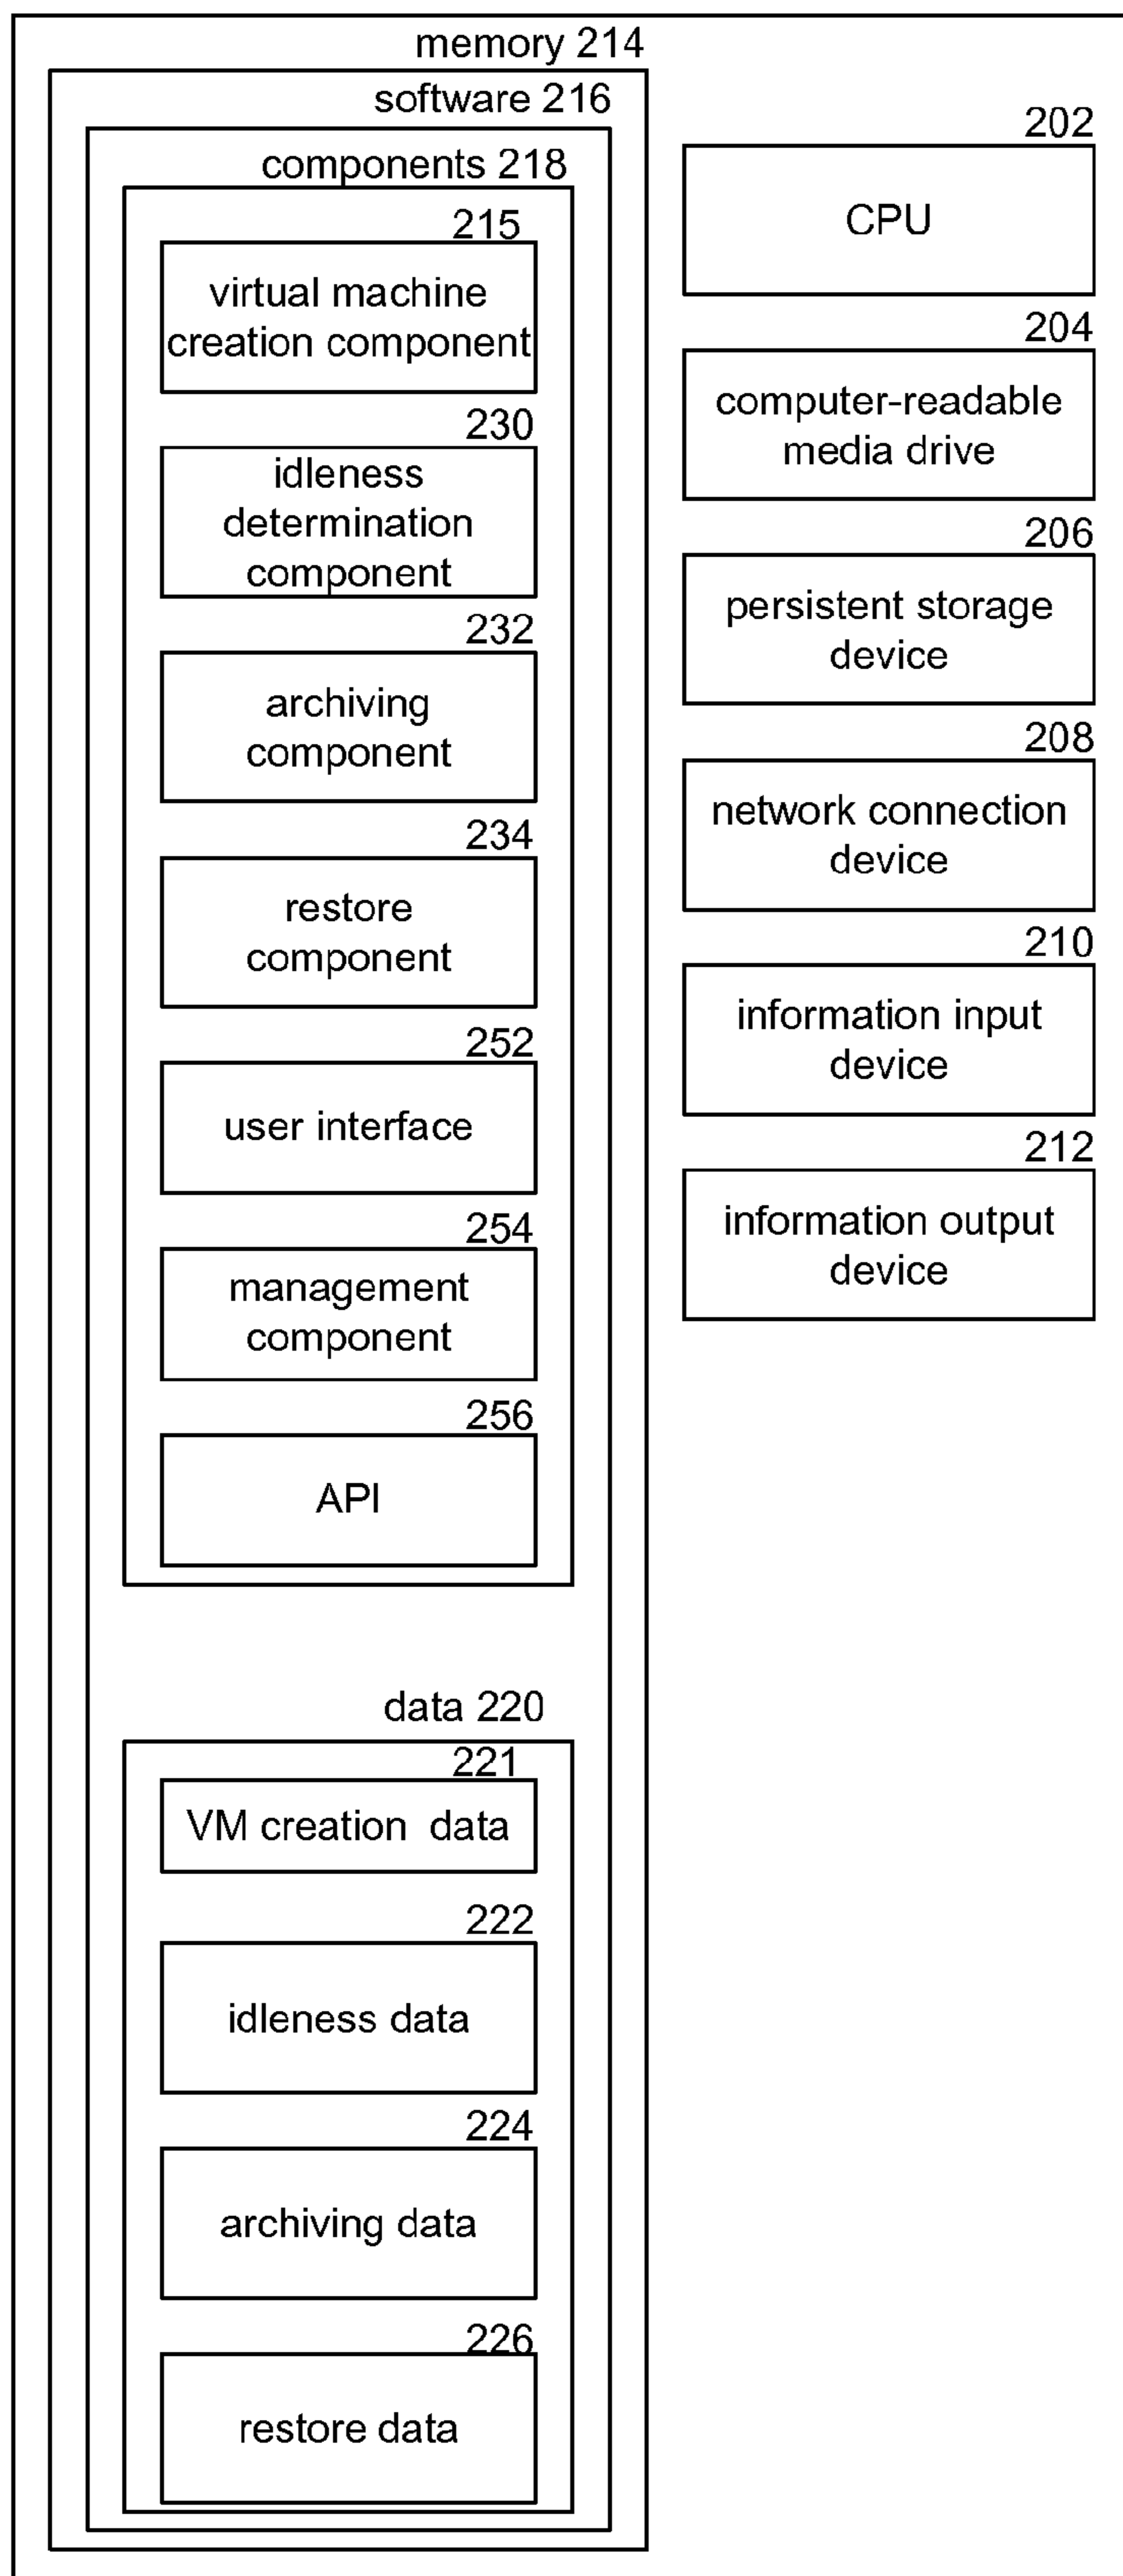 memory 214
software 216
components 218
215
virtual machine
creation component
230
idleness
determination
component
232
archiving
component
234
restore
component
252
user interface
254
management
component
256
API
data 220
221
VM creation data
222
idleness data
224
archiving data
226
restore data
202
CPU
204
computer-readable
media drive
206
persistent storage
device
208
network connection
device
210
information input
device
212
information output
device